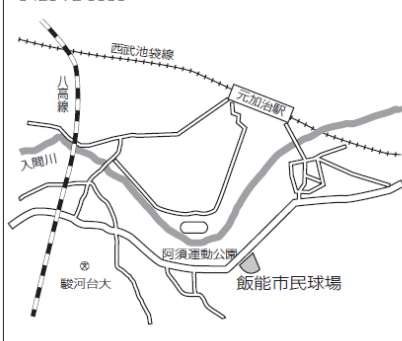 西武池袋線
八高線
元加治駅
入間川
阿須運動公園
飯能市民球場
駿河台大